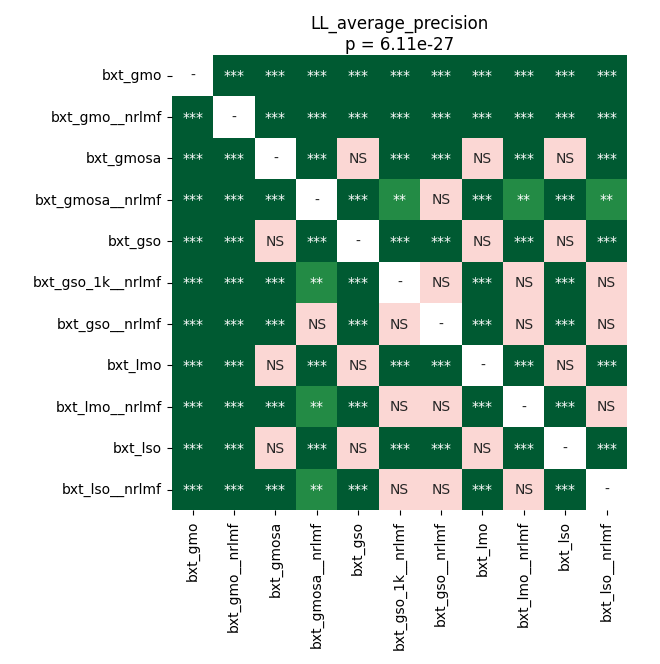 LL_average_precision
p = 6.11e-27
bxt_gmo - *** *** *** *** *** *** *** *** *** ***
bxt_gmo__nrlmf *** - *** *** *** *** *** *** *** *** ***
bxt_gmosa *** *** - *** NS *** *** NS *** NS ***
bxt_gmosa__nrlmf *** *** *** - *** ** NS *** ** *** **
bxt_gso *** *** NS *** - *** *** NS *** NS ***
bxt_gso_1k__nrlmf *** *** *** ** *** - NS *** NS *** NS
bxt_gso__nrlmf *** *** *** NS *** NS - *** NS *** NS
bxt_lmo *** *** NS *** NS *** *** - *** NS ***
bxt_lmo__nrlmf *** *** *** ** *** NS NS *** - *** NS
bxt_lso *** *** NS *** NS *** *** NS *** - ***
bxt_lso__nrlmf *** *** *** ** *** NS NS *** NS *** -
bxt_gmo
bxt_gmo__nrlmf
bxt_gmosa
bxt_gmosa__nrlmf
bxt_gso
bxt_gso_1k__nrlmf
bxt_gso__nrlmf
bxt_lmo
bxt_lmo__nrlmf
bxt_lso
bxt_lso__nrlmf